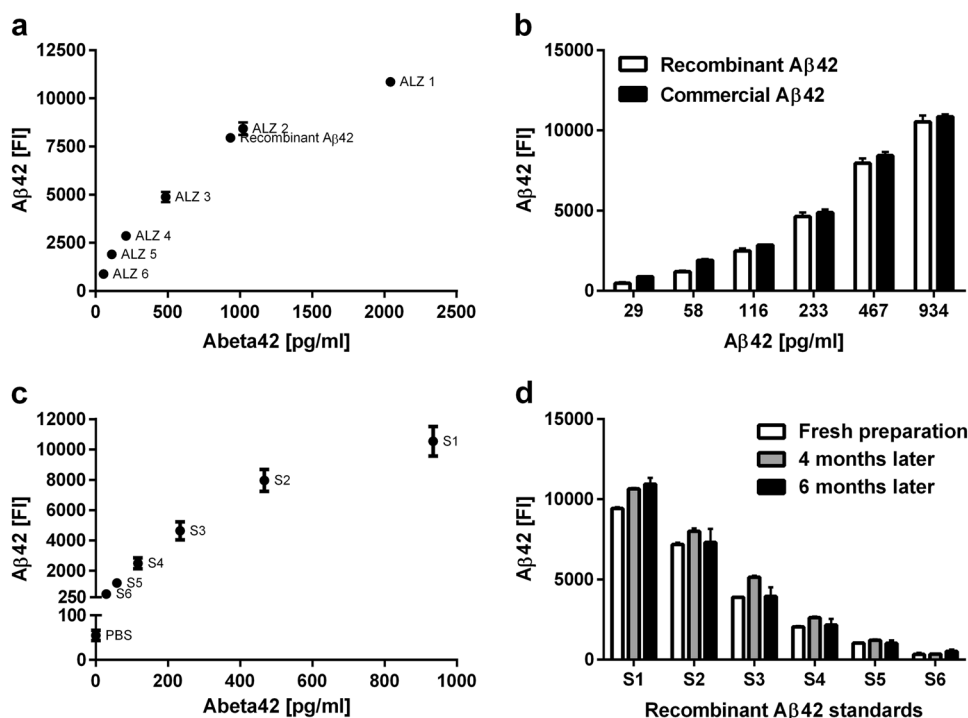 a
12500
10000
7500
5000
2500
0
Aβ42 [FI]
ALZ 1
ALZ 2
Recombinant Aβ42
ALZ 3
ALZ 4
ALZ 5
ALZ 6
0 500 1000 1500 2000 2500
Abeta42 [pg/ml]
b
15000
10000
5000
0
Aβ42 [FI]
Recombinant Aβ42
Commercial Aβ42
29 58 116 233 467 934
Aβ42 [pg/ml]
c
12000
10000
8000
6000
4000
2000
250
100
0
Aβ42 [FI]
S1
S2
S3
S4
S5
S6
PBS
0 200 400 600 800 1000
Abeta42 [pg/ml]
d
15000
10000
5000
0
Aβ42 [FI]
Fresh preparation
4 months later
6 months later
S1 S2 S3 S4 S5 S6
Recombinant Aβ42 standards